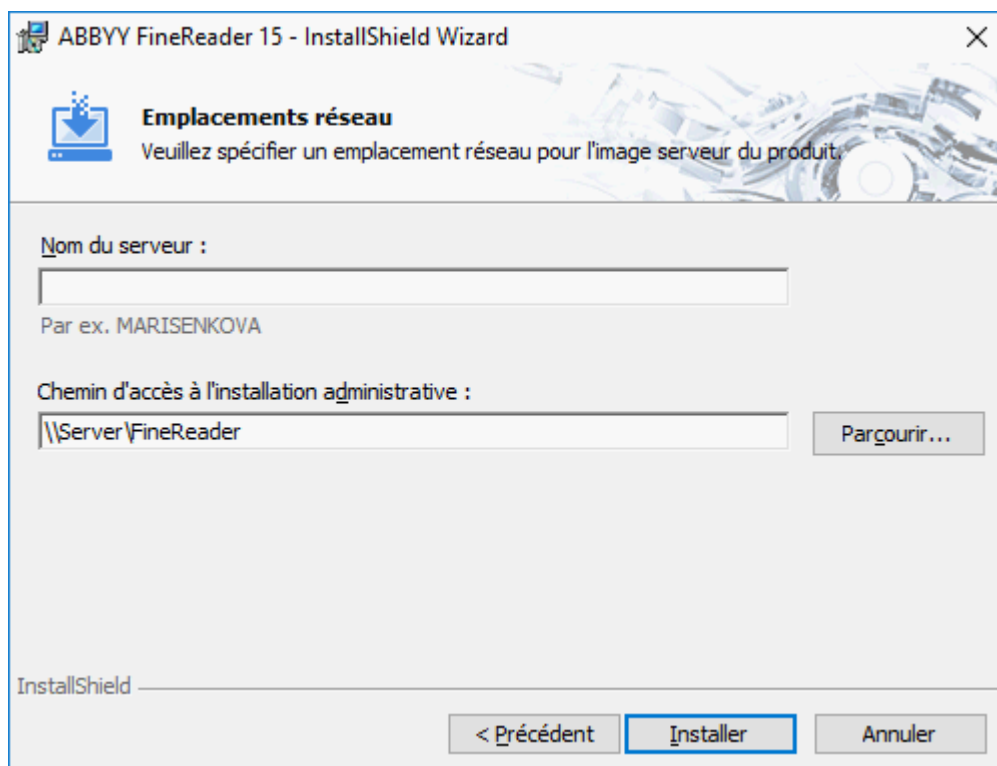 ABBYY FineReader 15 - InstallShield Wizard
Emplacements réseau
Veuillez spécifier un emplacement réseau pour l'image serveur du produit.
Nom du serveur :
Par ex. MARISENKOVA
Chemin d'accès à l'installation administrative :
\\Server\FineReader
Parcourir...
InstallShield
< Précédent
Installer
Annuler